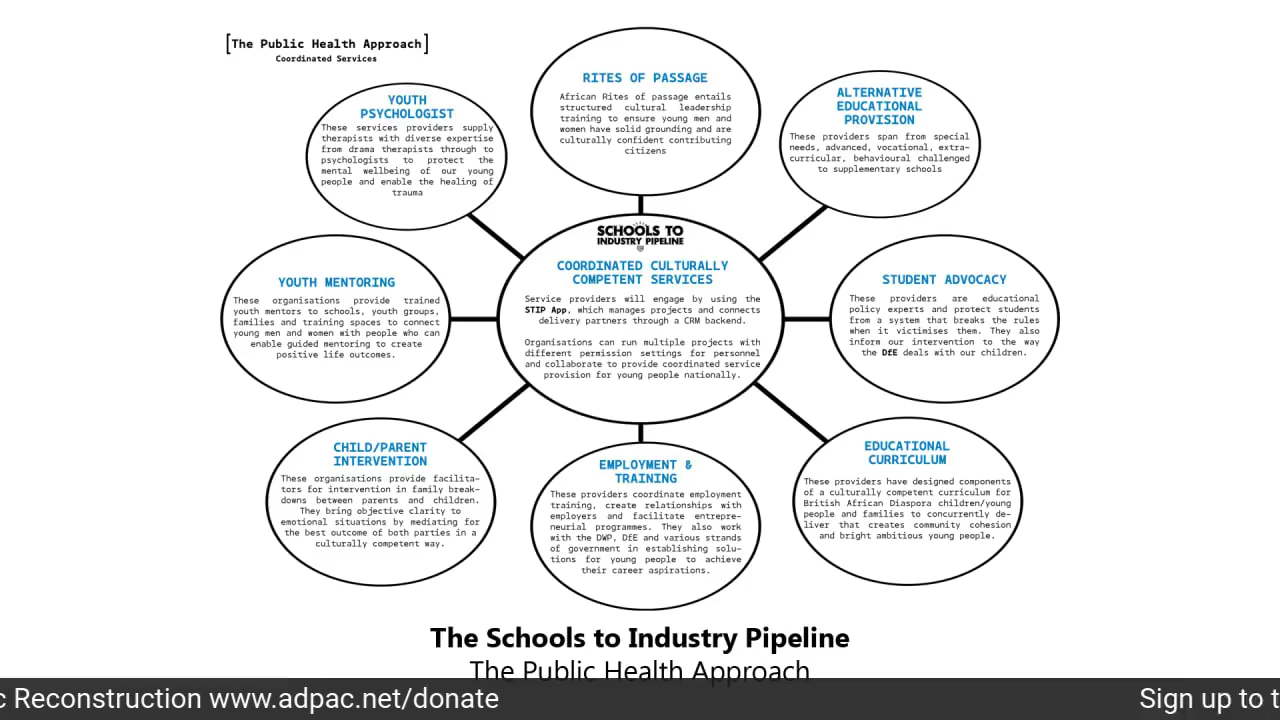 [The Public Health Approach]
Coordinated Services
RITES OF PASSAGE
African Rites of passage entails
structured cultural leadership
training to ensure young men and
women have solid grounding and are
culturally confident contributing
citizens
YOUTH
PSYCHOLOGIST
These services providers supply
therapists with diverse expertise
from drama therapists through to
psychologists to protect the
mental wellbeing of our young
people and enable the healing of
trauma
ALTERNATIVE
EDUCATIONAL
PROVISION
These providers span from special
needs, advanced, vocational, extra-
curricular, behavioural challenged
to supplementary schools
SCHOOLS TO
INDUSTRY PIPELINE
COORDINATED CULTURALLY
COMPETENT SERVICES
Service providers will engage by using the
STIP App, which manages projects and connects
delivery partners through a CRM backend.
Organisations can run multiple projects with
different permission settings for personnel
and collaborate to provide coordinated service
provision for young people nationally.
YOUTH MENTORING
These organisations provide trained
youth mentors to schools, youth groups,
families and training spaces to connect
young men and women with people who can
enable guided mentoring to create
positive life outcomes.
STUDENT ADVOCACY
These providers are educational
policy experts and protect students
from a system that breaks the rules
when it victimises them. They also
inform our intervention to the way
the DfE deals with our children.
CHILD/PARENT
INTERVENTION
These organisations provide facilita-
tors for intervention in family break-
downs between parents and children.
They bring objective clarity to
emotional situations by mediating for
the best outcome of both parties in a
culturally competent way.
EMPLOYMENT &
TRAINING
These providers coordinate employment
training, create relationships with
employers and facilitate entrepre-
neurial programmes. They also work
with the DWP, DfE and various strands
of government in establishing solu-
tions for young people to achieve
their career aspirations.
EDUCATIONAL
CURRICULUM
These providers have designed components
of a culturally competent curriculum for
British African Diaspora children/young
people and families to concurrently de-
liver that creates community cohesion
and bright ambitious young people.
The Schools to Industry Pipeline
The Public Health Approach
c Reconstruction www.adpac.net/donate
Sign up to t